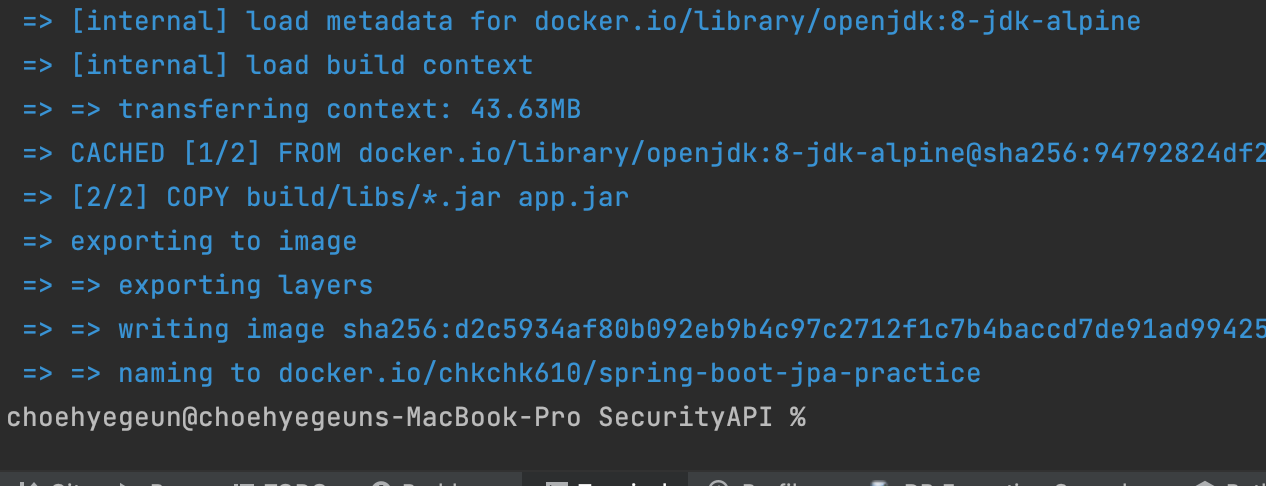 => [internal] load metadata for docker.io/library/openjdk:8-jdk-alpine
=> [internal] load build context
=> => transferring context: 43.63MB
=> CACHED [1/2] FROM docker.io/library/openjdk:8-jdk-alpine@sha256:94792824df2
=> [2/2] COPY build/libs/*.jar app.jar
=> exporting to image
=> => exporting layers
=> => writing image sha256:d2c5934af80b092eb9b4c97c2712f1c7b4baccd7de91ad99425
=> => naming to docker.io/chkchk610/spring-boot-jpa-practice
choehyegeun@choehyegeuns-MacBook-Pro SecurityAPI %